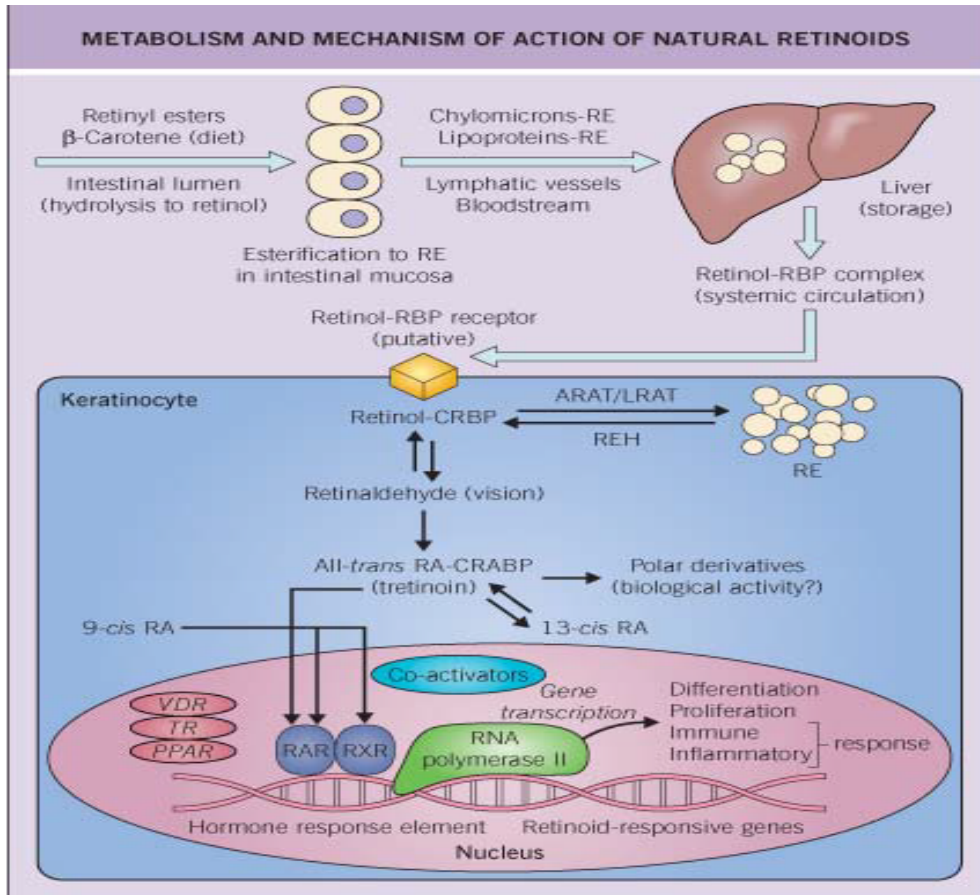 METABOLISM AND MECHANISM OF ACTION OF NATURAL RETINOIDS
Retinyl esters
β-Carotene (diet)
Intestinal lumen
(hydrolysis to retinol)
Esterification to RE
in intestinal mucosa
Chylomicrons-RE
Lipoproteins-RE
Lymphatic vessels
Bloodstream
Liver
(storage)
Retinol-RBP complex
(systemic circulation)
Retinol-RBP receptor
(putative)
Keratinocyte
Retinol-CRBP
ARAT/LRAT
REH
RE
Retinaldehyde (vision)
All-trans RA-CRABP
(tretinoin)
Polar derivatives
(biological activity?)
9-cis RA
13-cis RA
Co-activators
VDR
TR
PPAR
RAR
RXR
RNA
polymerase II
Gene
transcription
Differentiation
Proliferation
Immune
Inflammatory
response
Hormone response element
Retinoid-responsive genes
Nucleus